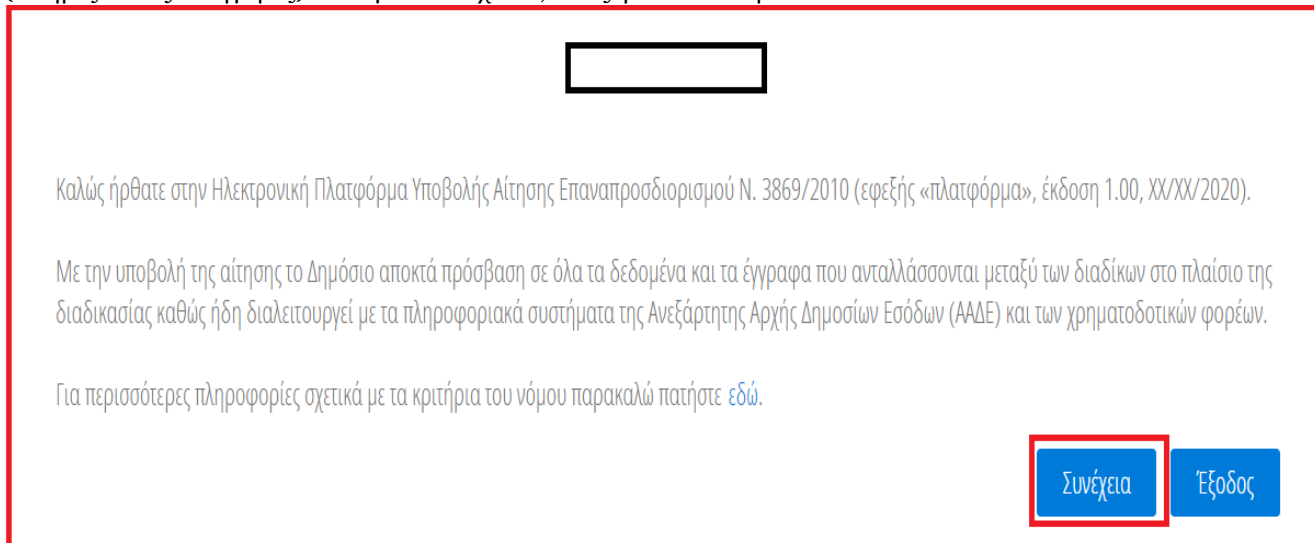 Καλώς ήρθατε στην Ηλεκτρονική Πλατφόρμα Υποβολής Αίτησης Επαναπροσδιορισμού Ν. 3869/2010 (εφεξής «πλατφόρμα», έκδοση 1.00, XX/XX/2020).
Με την υποβολή της αίτησης το Δημόσιο αποκτά πρόσβαση σε όλα τα δεδομένα και τα έγγραφα που ανταλλάσσονται μεταξύ των διαδίκων στο πλαίσιο της
διαδικασίας καθώς ήδη διαλειτουργεί με τα πληροφοριακά συστήματα της Ανεξάρτητης Αρχής Δημοσίων Εσόδων (ΑΑΔΕ) και των χρηματοδοτικών φορέων.
Για περισσότερες πληροφορίες σχετικά με τα κριτήρια του νόμου παρακαλώ πατήστε εδώ.
Συνέχεια Έξοδος